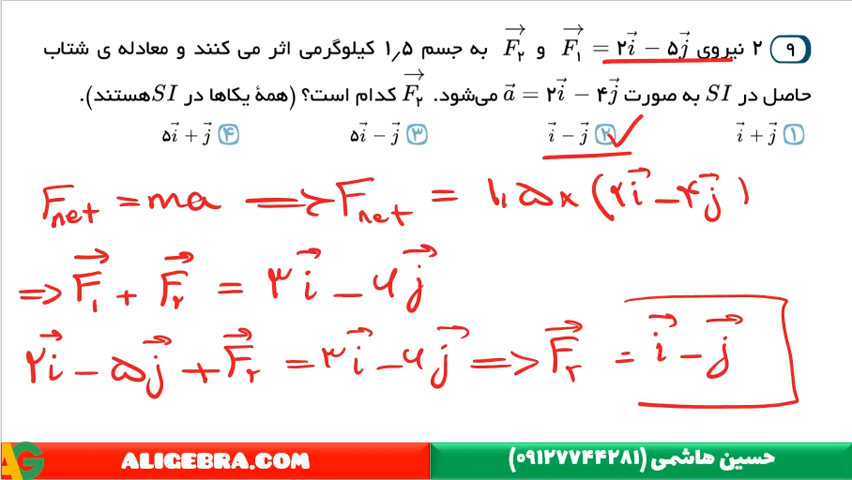 ۹ ۲ نیروی F₁ = ۲i − ۵j و F₂ به جسم ۱٫۵ کیلوگرمی اثر می کنند و معادله ی شتاب
حاصل در SI به صورت a = ۲i − ۴j می‌شود. F₂ کدام است؟ (همهٔ یکاها در SI هستند).
۱ i + j ۲ i − j ✓ ۳ ۵i − j ۴ ۵i + j
Fnet = ma ⟹ Fnet = ۱٫۵ × (۲i − ۴j)
⟹ F₁ + F₂ = ۳i − ۶j
۲i − ۵j + F₂ = ۳i − ۶j ⟹ F₂ = i − j
AG ALIGEBRA.COM حسین هاشمی (۰۹۱۲۷۷۴۴۲۸۱)